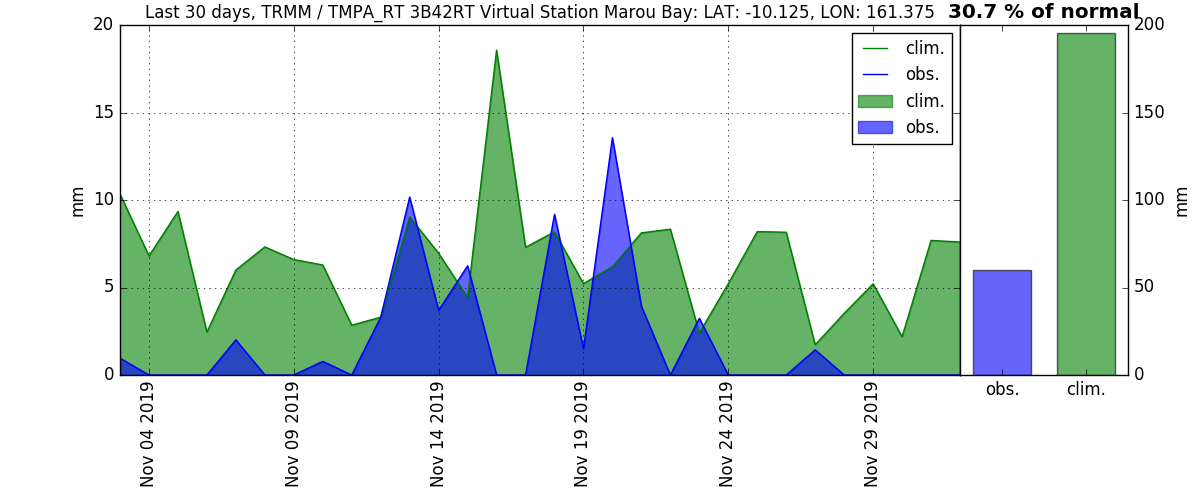 Last 30 days, TRMM / TMPA_RT 3B42RT Virtual Station Marou Bay: LAT: -10.125, LON: 161.375
30.7 % of normal
20
15
10
5
0
mm
clim.
obs.
clim.
obs.
200
150
100
50
0
mm
Nov 04 2019
Nov 09 2019
Nov 14 2019
Nov 19 2019
Nov 24 2019
Nov 29 2019
obs.
clim.